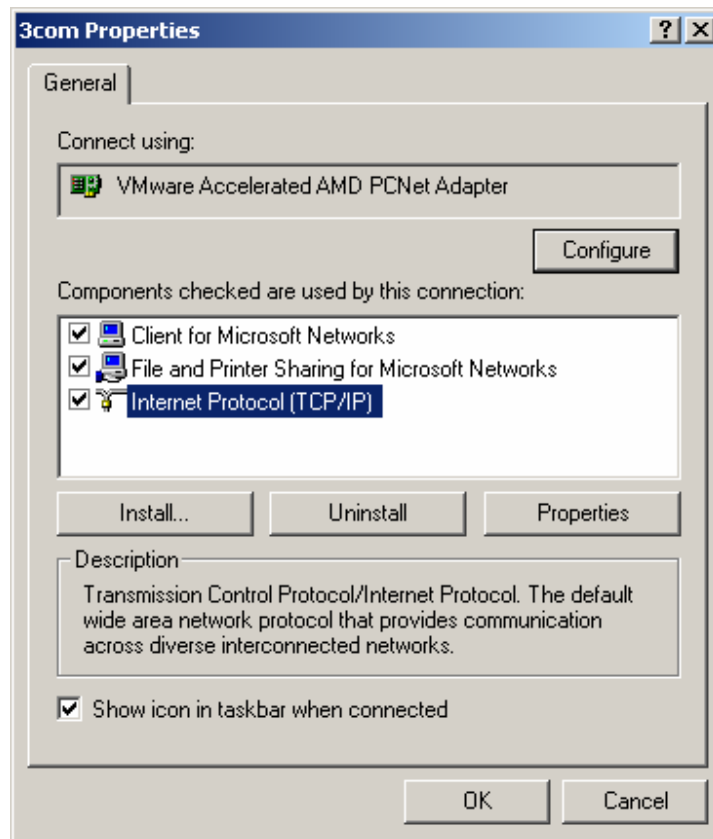 3com Properties
General
Connect using:
VMware Accelerated AMD PCNet Adapter
Configure
Components checked are used by this connection:
Client for Microsoft Networks
File and Printer Sharing for Microsoft Networks
Internet Protocol (TCP/IP)
Install... Uninstall Properties
Description
Transmission Control Protocol/Internet Protocol. The default
wide area network protocol that provides communication
across diverse interconnected networks.
Show icon in taskbar when connected
OK Cancel